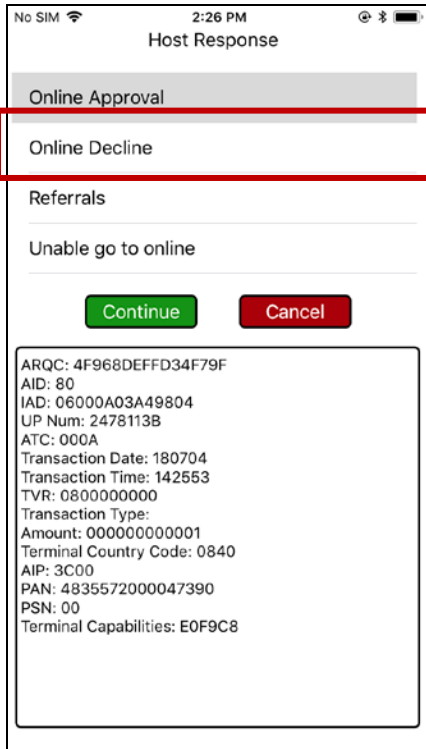 No SIM 2:26 PM
Host Response
Online Approval
Online Decline
Referrals
Unable go to online
Continue Cancel
ARQC: 4F968DEFFD34F79F
AID: 80
IAD: 06000A03A49804
UP Num: 2478113B
ATC: 000A
Transaction Date: 180704
Transaction Time: 142553
TVR: 0800000000
Transaction Type:
Amount: 000000000001
Terminal Country Code: 0840
AIP: 3C00
PAN: 4835572000047390
PSN: 00
Terminal Capabilities: E0F9C8